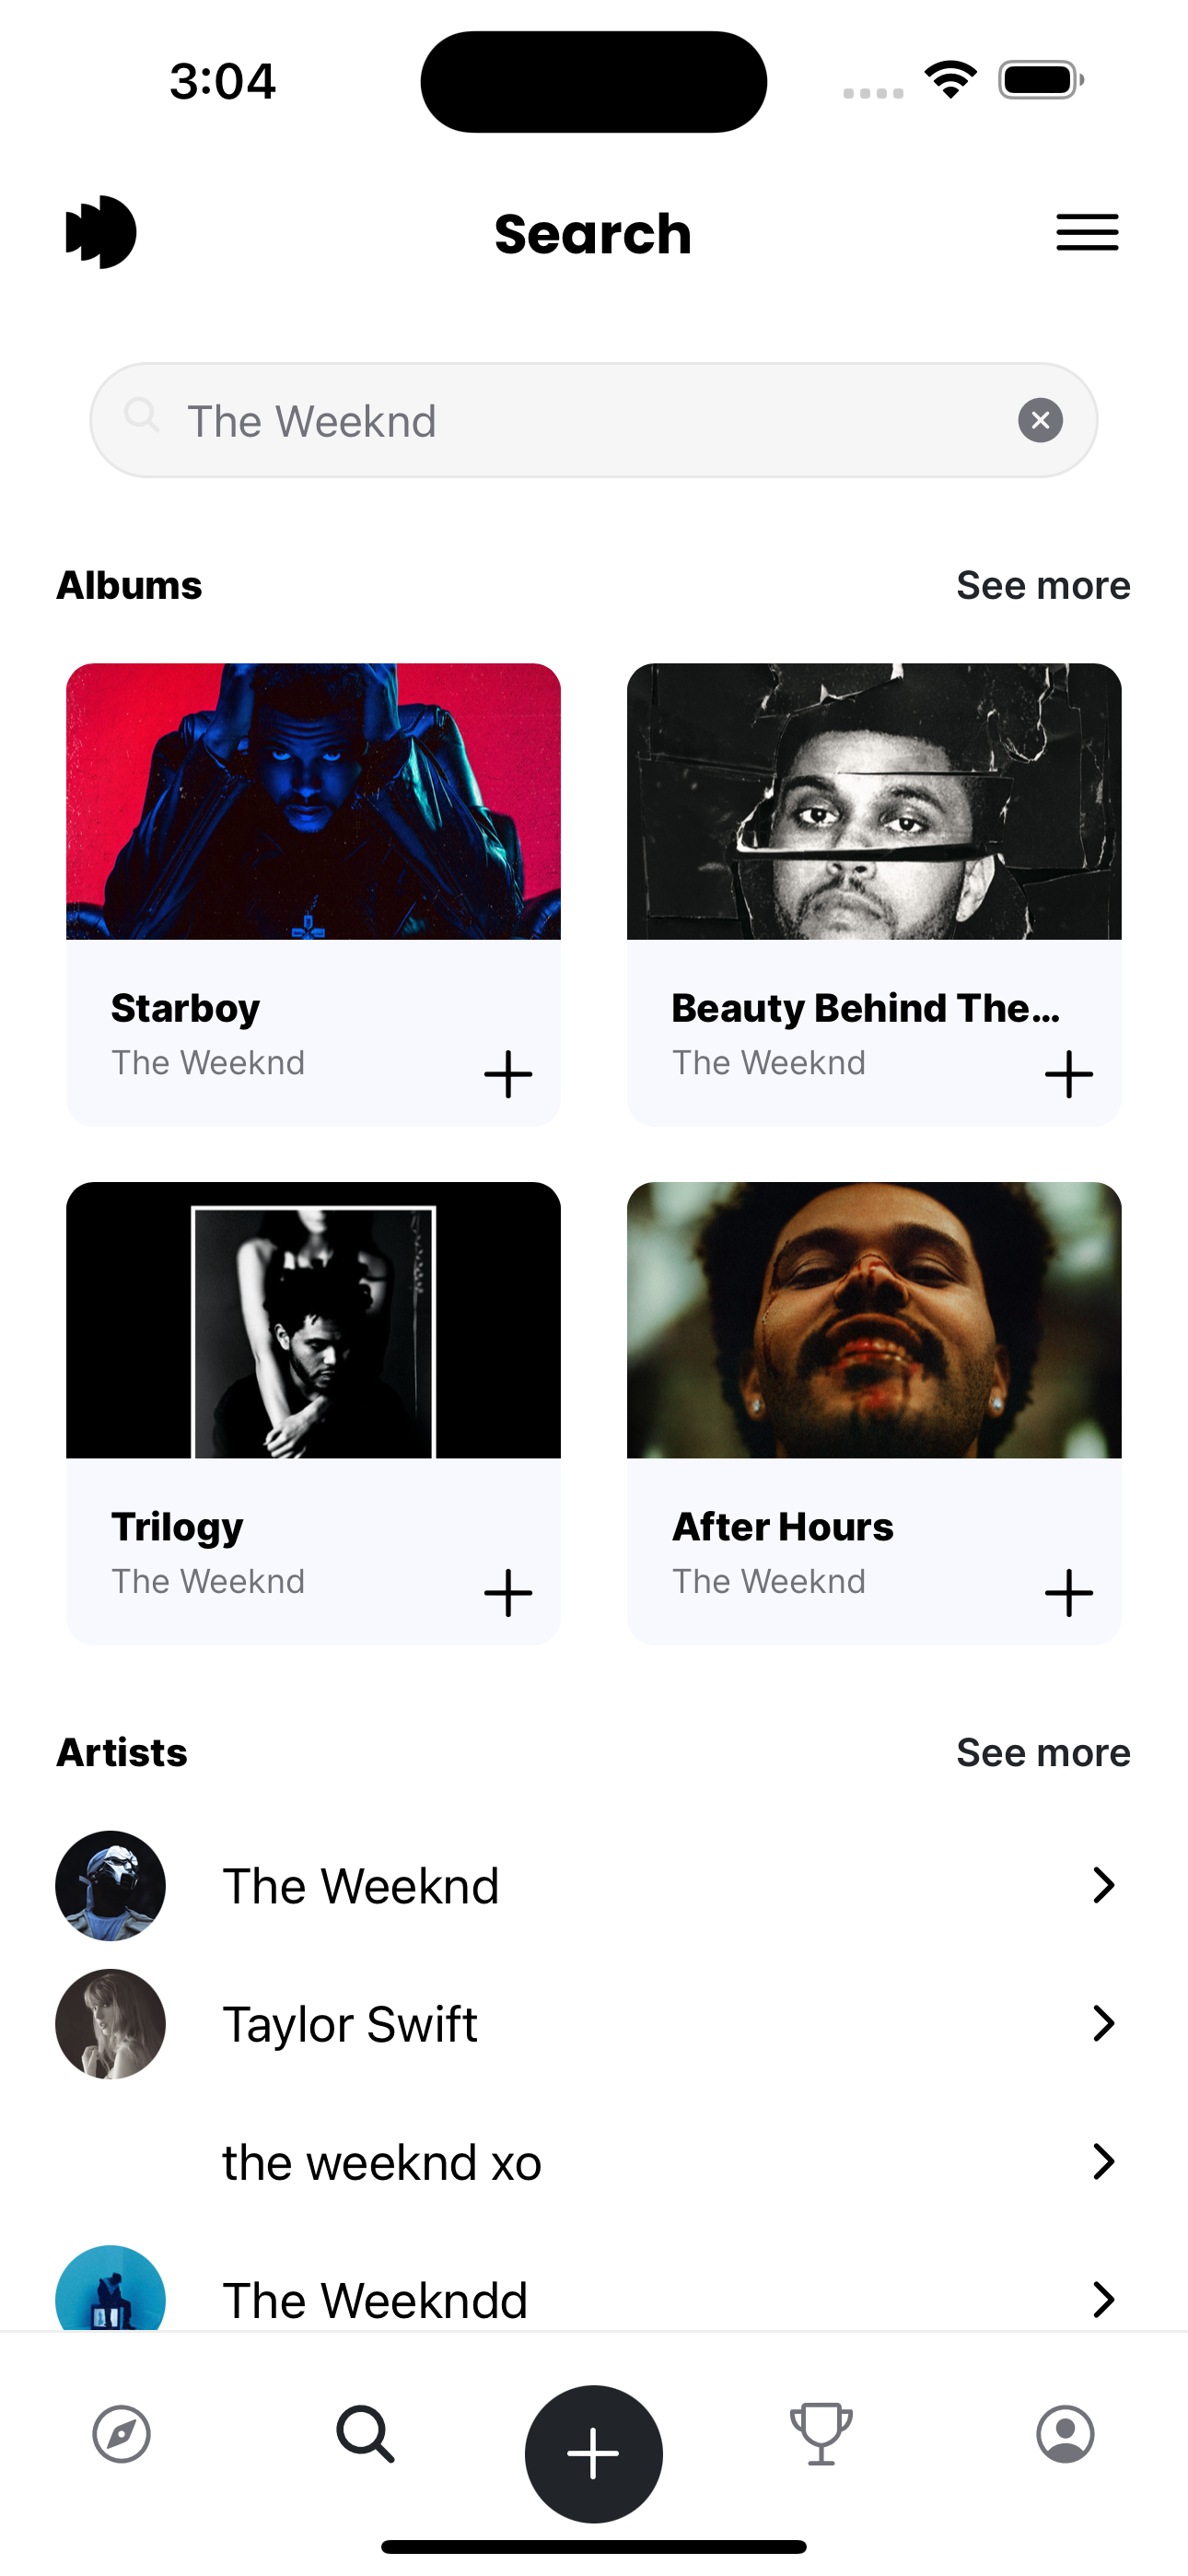 3:04
Search
The Weeknd
Albums
See more
Starboy
The Weeknd
Beauty Behind The...
The Weeknd
Trilogy
The Weeknd
After Hours
The Weeknd
Artists
See more
The Weeknd
Taylor Swift
the weeknd xo
The Weekndd